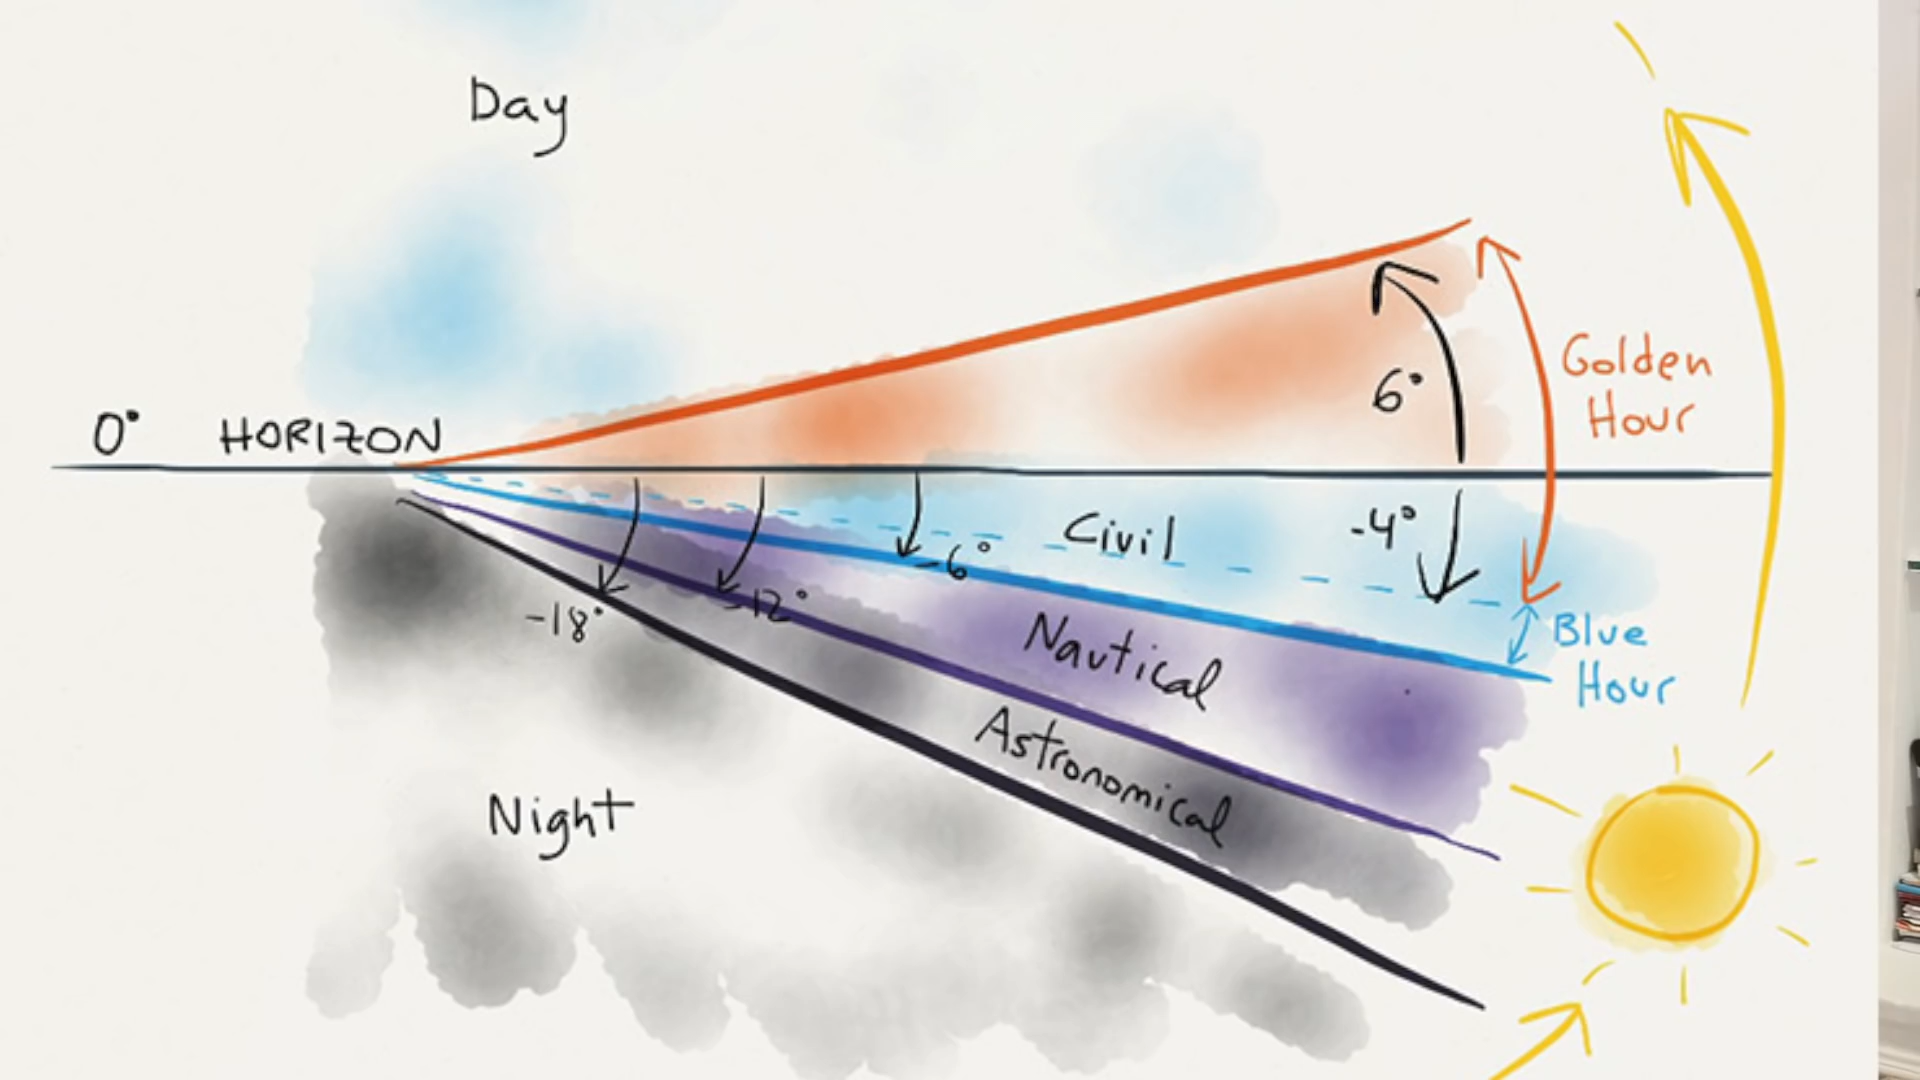 Day
0° HORIZON
6°
Golden
Hour
Civil
-4°
-6°
-12°
-18°
Nautical
Blue
Hour
Astronomical
Night